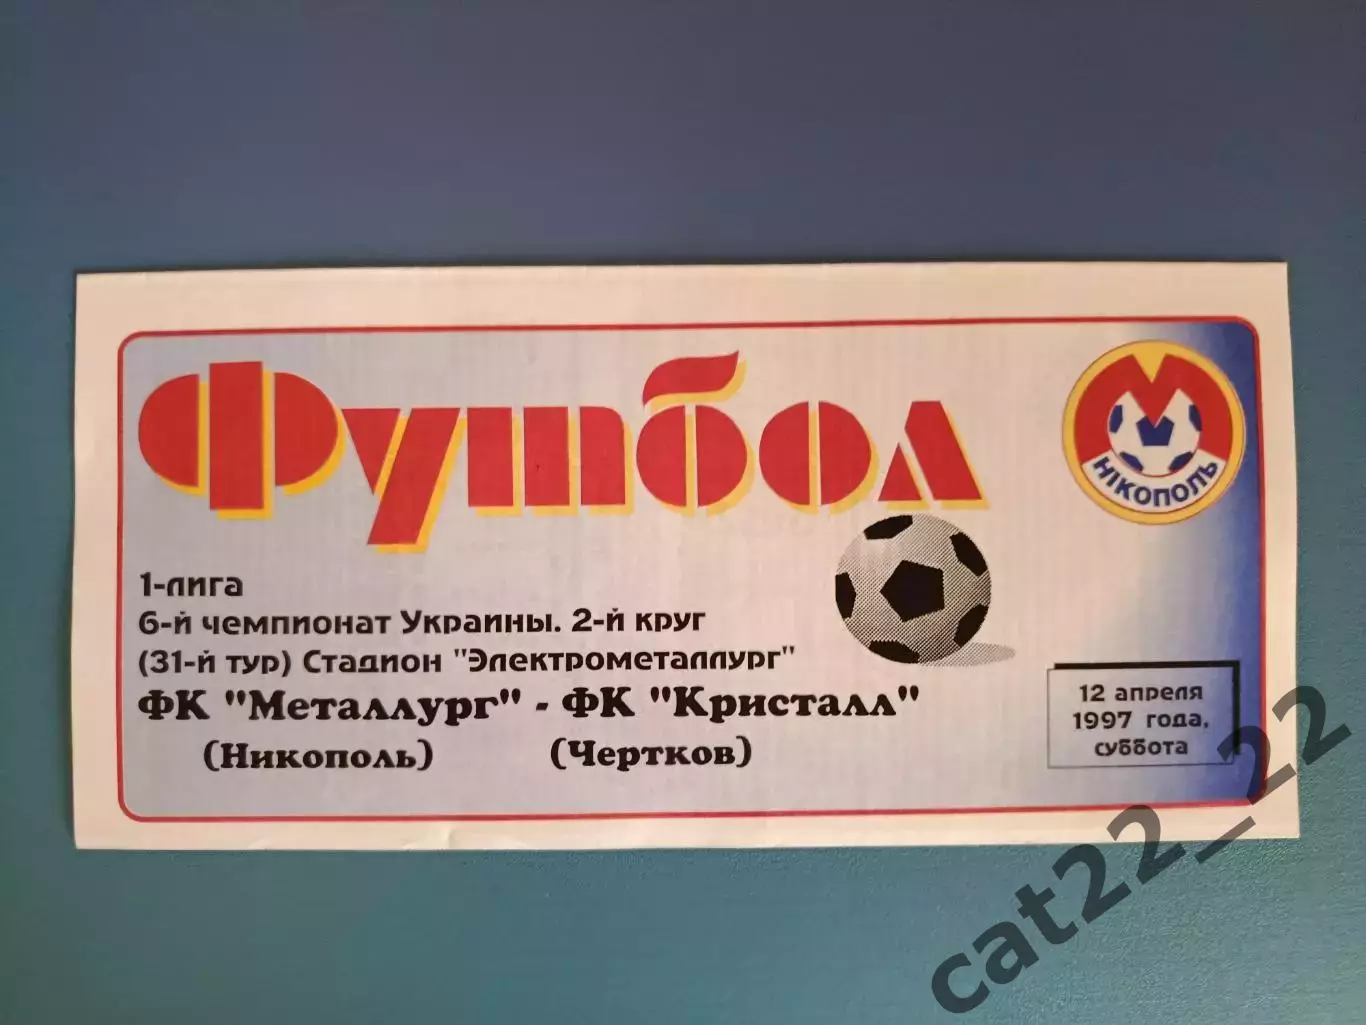 Футбол
М
НІКОПОЛЬ
1-лига
6-й чемпионат Украины. 2-й круг
(31-й тур) Стадион "Электрометаллург"
ФК "Металлург" - ФК "Кристалл"
(Никополь) (Чертков)
12 апреля
1997 года,
суббота
cat22_22